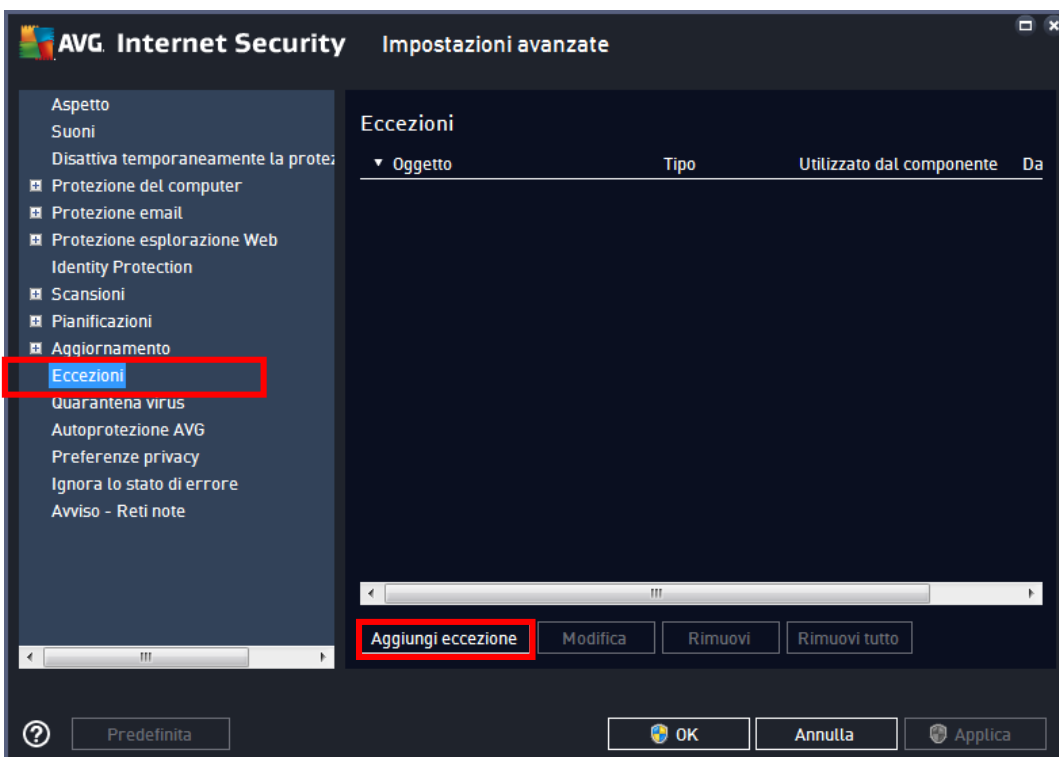 AVG. Internet Security Impostazioni avanzate
Aspetto
Suoni
Disattiva temporaneamente la protez
Protezione del computer
Protezione email
Protezione esplorazione Web
Identity Protection
Scansioni
Pianificazioni
Aggiornamento
Eccezioni
Quarantena virus
Autoprotezione AVG
Preferenze privacy
Ignora lo stato di errore
Avviso - Reti note
Eccezioni
Oggetto Tipo Utilizzato dal componente Da
Aggiungi eccezione Modifica Rimuovi Rimuovi tutto
Predefinita OK Annulla Applica